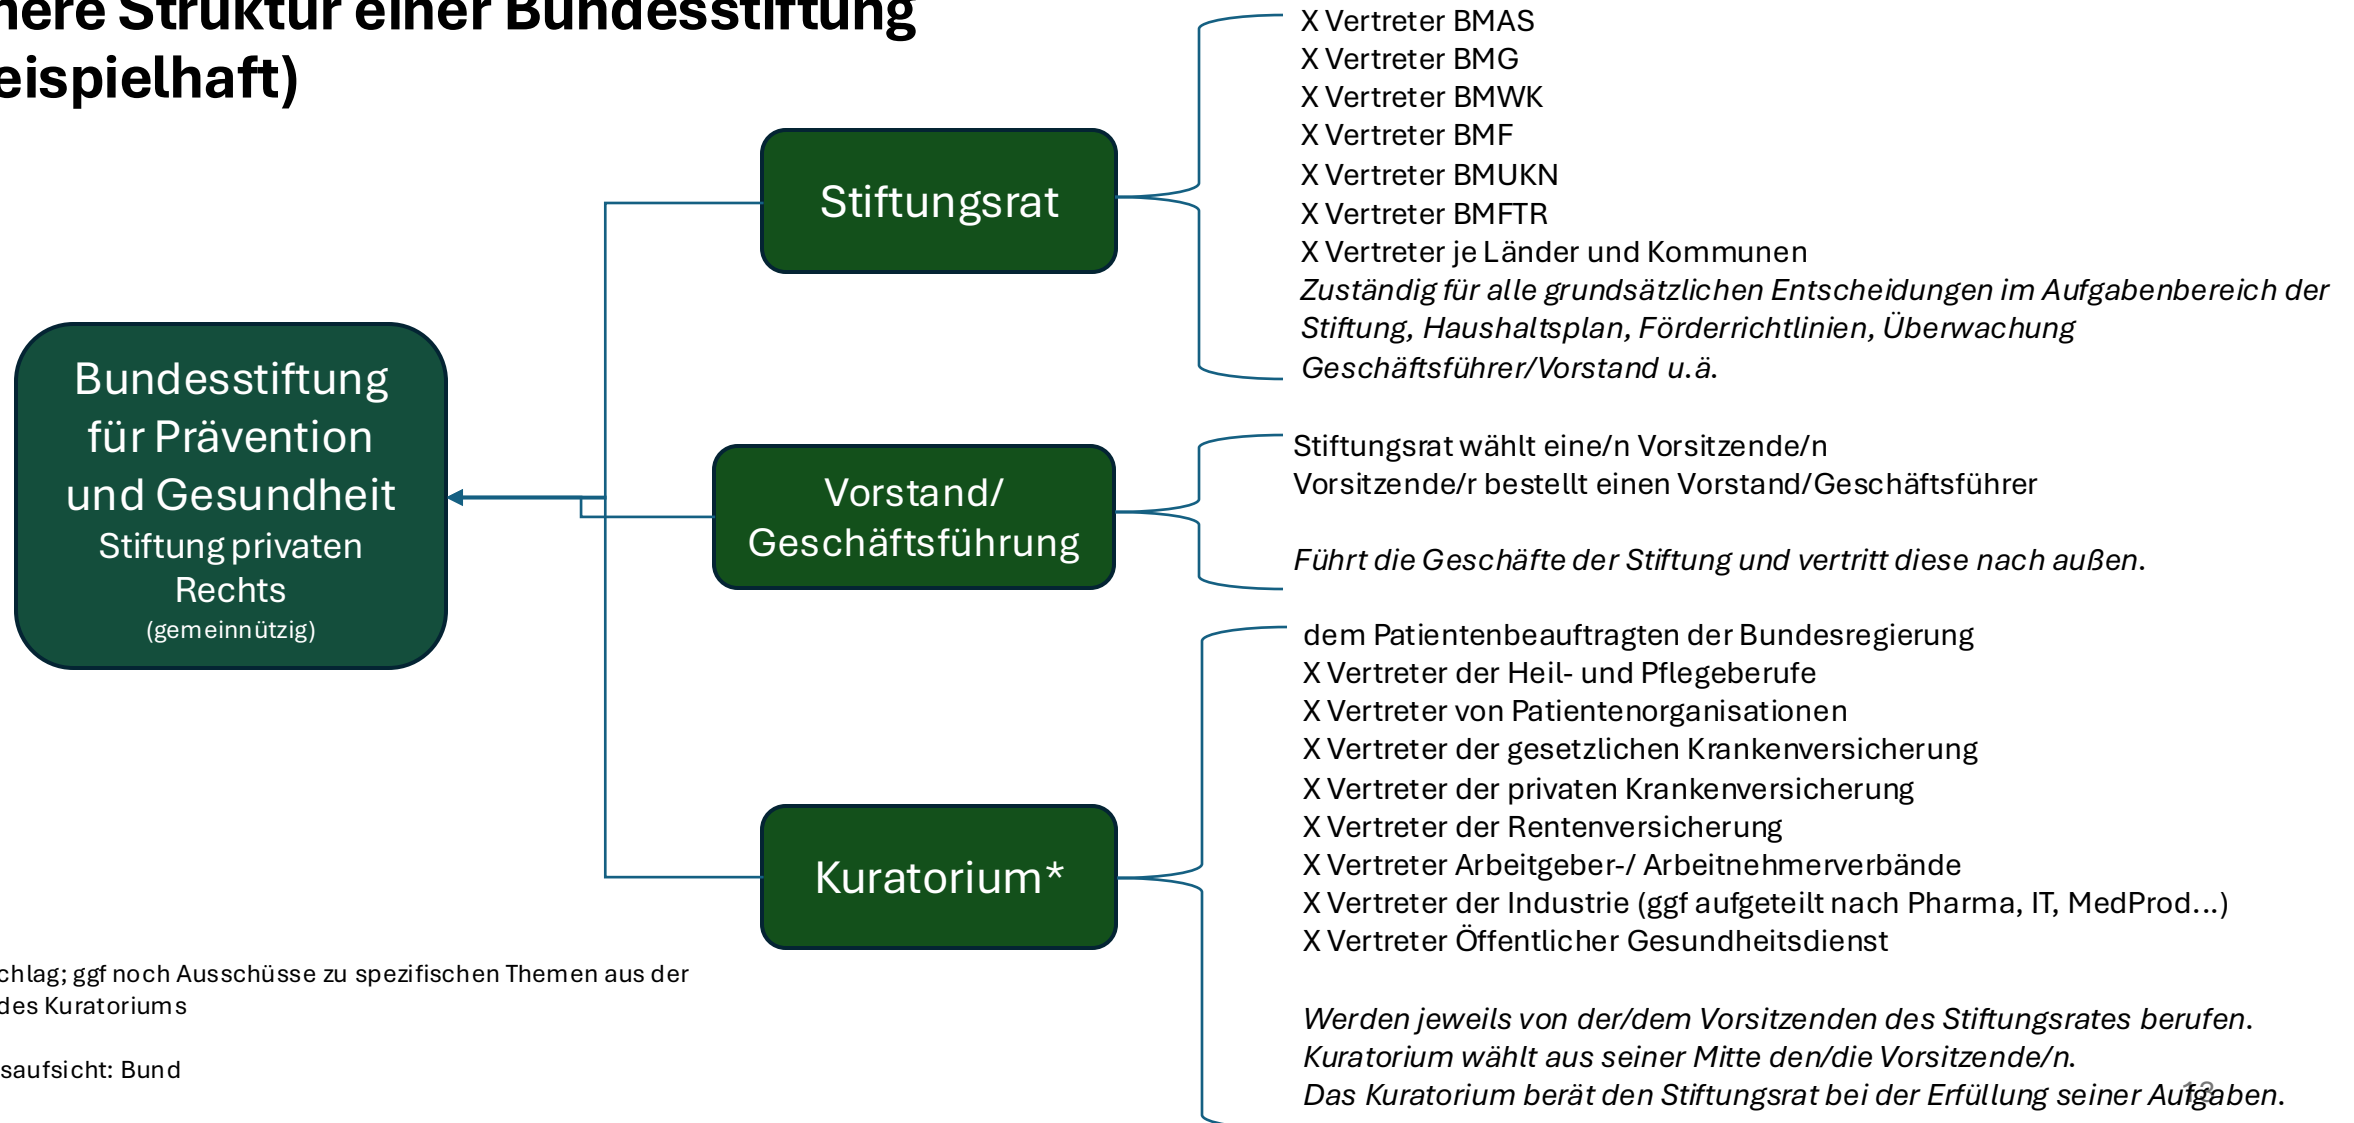 nere Struktur einer Bundesstiftung
eispielhaft)
Bundesstiftung
für Prävention
und Gesundheit
Stiftung privaten
Rechts
(gemeinnützig)
Stiftungsrat
X Vertreter BMAS
X Vertreter BMG
X Vertreter BMWK
X Vertreter BMF
X Vertreter BMUKN
X Vertreter BMFTR
X Vertreter je Länder und Kommunen
Zuständig für alle grundsätzlichen Entscheidungen im Aufgabenbereich der
Stiftung, Haushaltsplan, Förderrichtlinien, Überwachung
Geschäftsführer/Vorstand u.ä.
Vorstand/
Geschäftsführung
Stiftungsrat wählt eine/n Vorsitzende/n
Vorsitzende/r bestellt einen Vorstand/Geschäftsführer
Führt die Geschäfte der Stiftung und vertritt diese nach außen.
Kuratorium*
dem Patientenbeauftragten der Bundesregierung
X Vertreter der Heil- und Pflegeberufe
X Vertreter von Patientenorganisationen
X Vertreter der gesetzlichen Krankenversicherung
X Vertreter der privaten Krankenversicherung
X Vertreter der Rentenversicherung
X Vertreter Arbeitgeber-/ Arbeitnehmerverbände
X Vertreter der Industrie (ggf aufgeteilt nach Pharma, IT, MedProd...)
X Vertreter Öffentlicher Gesundheitsdienst
Werden jeweils von der/dem Vorsitzenden des Stiftungsrates berufen.
Kuratorium wählt aus seiner Mitte den/die Vorsitzende/n.
Das Kuratorium berät den Stiftungsrat bei der Erfüllung seiner Aufgaben.
chlag; ggf noch Ausschüsse zu spezifischen Themen aus der
des Kuratoriums
saufsicht: Bund
13